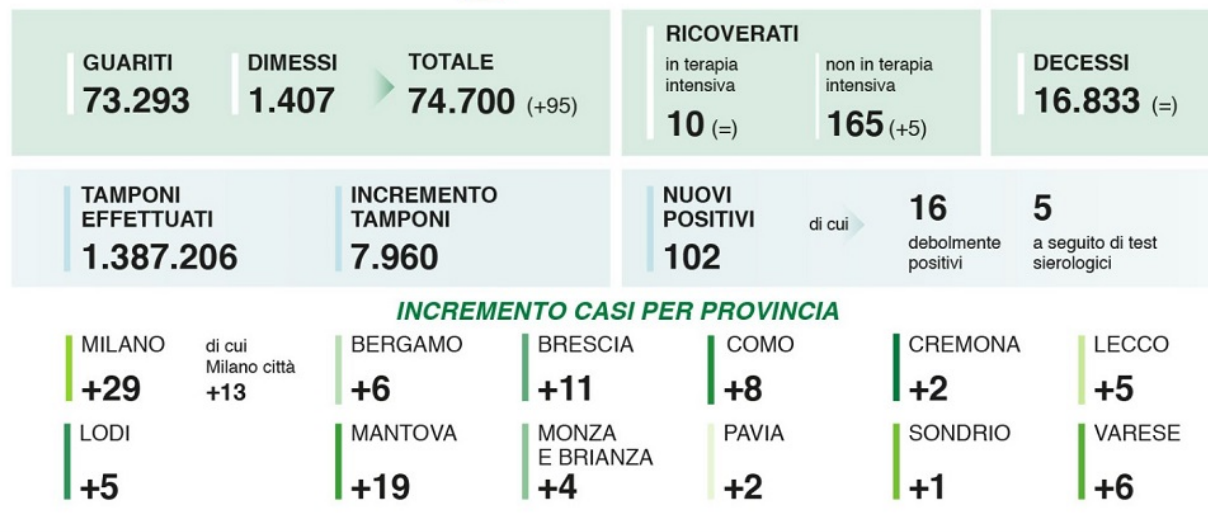 GUARITI
73.293
DIMESSI
1.407
TOTALE
74.700 (+95)
RICOVERATI
in terapia
intensiva
10 (=)
non in terapia
intensiva
165 (+5)
DECESSI
16.833 (=)
TAMPONI
EFFETTUATI
1.387.206
INCREMENTO
TAMPONI
7.960
NUOVI
POSITIVI
102
di cui
16
debolmente
positivi
5
a seguito di test
sierologici
INCREMENTO CASI PER PROVINCIA
MILANO
+29
di cui
Milano città
+13
BERGAMO
+6
BRESCIA
+11
COMO
+8
CREMONA
+2
LECCO
+5
LODI
+5
MANTOVA
+19
MONZA
E BRIANZA
+4
PAVIA
+2
SONDRIO
+1
VARESE
+6